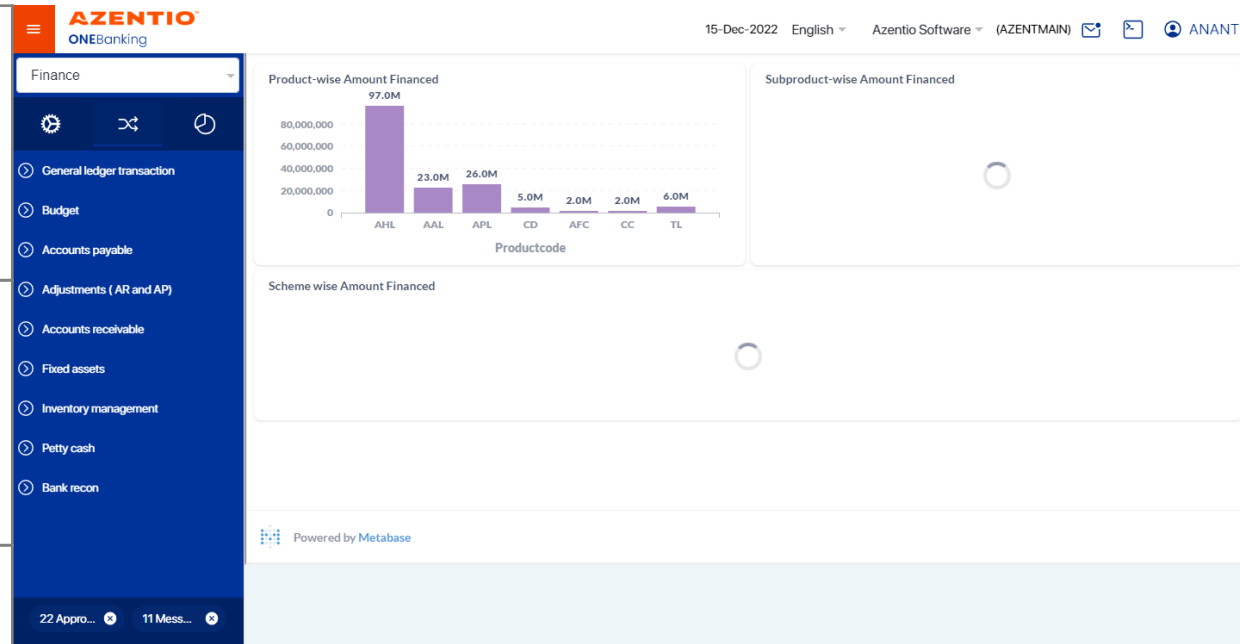 AZENTIO™
ONEBanking
15-Dec-2022 English Azentio Software (AZENTMAIN) ANANT
Finance
General ledger transaction
Budget
Accounts payable
Adjustments ( AR and AP)
Accounts receivable
Fixed assets
Inventory management
Petty cash
Bank recon
22 Appro...
11 Mess...
Product-wise Amount Financed
97.0M
80,000,000
60,000,000
40,000,000
23.0M 26.0M
20,000,000
5.0M 2.0M 2.0M 6.0M
0
AHL AAL APL CD AFC CC TL
Productcode
Subproduct-wise Amount Financed
Scheme wise Amount Financed
Powered by Metabase